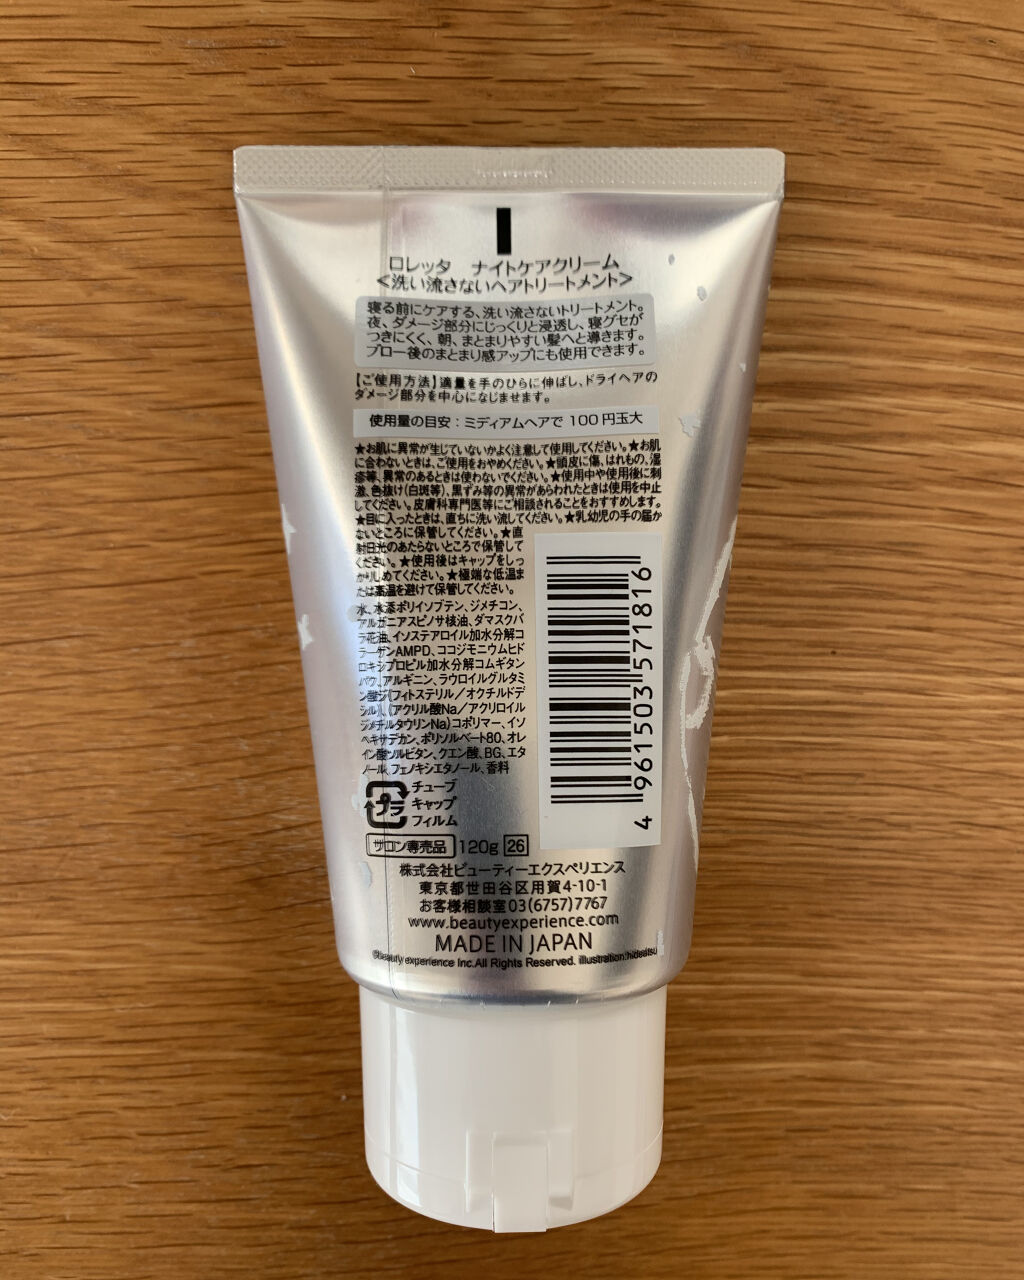 ロレッタ　ナイトケアクリーム
＜洗い流さないヘアトリートメント＞
寝る前にケアする、洗い流さないトリートメント。
夜、ダメージ部分にじっくりと浸透し、寝グセが
つきにくく、朝、まとまりやすい髪へと導きます。
ブロー後のまとまり感アップにも使用できます。
【ご使用方法】適量を手のひらに伸ばし、ドライヘアの
ダメージ部分を中心になじませます。
使用量の目安：ミディアムヘアで 100円玉大
★お肌に異常が生じていないかよく注意して使用してください。★お肌
に合わないときは、ご使用をおやめください。★頭皮に傷、はれもの、湿
疹等、異常のあるときは使わないでください。★使用中や使用後に刺
激、色抜け(白斑等)、黒ずみ等の異常があらわれたときは使用を中止
してください。皮膚科専門医等にご相談されることをおすすめします。
★目に入ったときは、直ちに洗い流してください。★乳幼児の手の届か
ないところに保管してください。★直
射日光のあたらないところで保管して
ください。★使用後はキャップをしっ
かりしめてください。★極端な低温ま
たは高温を避けて保管してください。
水、水添ポリイソブテン、ジメチコン、
アルガニアスピノサ核油、ダマスクバ
ラ花油、イソステアロイル加水分解コ
ラーゲンAMPD、ココジモニウムヒド
ロキシプロピル加水分解コムギタン
パク、アルギニン、ラウロイルグルタミ
ン酸ジ(フィトステリル／オクチルドデ
シル)、(アクリル酸Na／アクリロイル
ジメチルタウリンNa)コポリマー、イソ
ヘキサデカン、ポリソルベート80、オレ
イン酸ソルビタン、クエン酸、BG、エタ
ノール、フェノキシエタノール、香料
4 961503 571816
プラ
チューブ
キャップ
フィルム
サロン専売品 120g 26
株式会社ビューティーエクスペリエンス
東京都世田谷区用賀4-10-1
お客様相談室03(6757)7767
www.beautyexperience.com
MADE IN JAPAN
©beauty experience Inc.All Rights Reserved. illustration:hideatsu